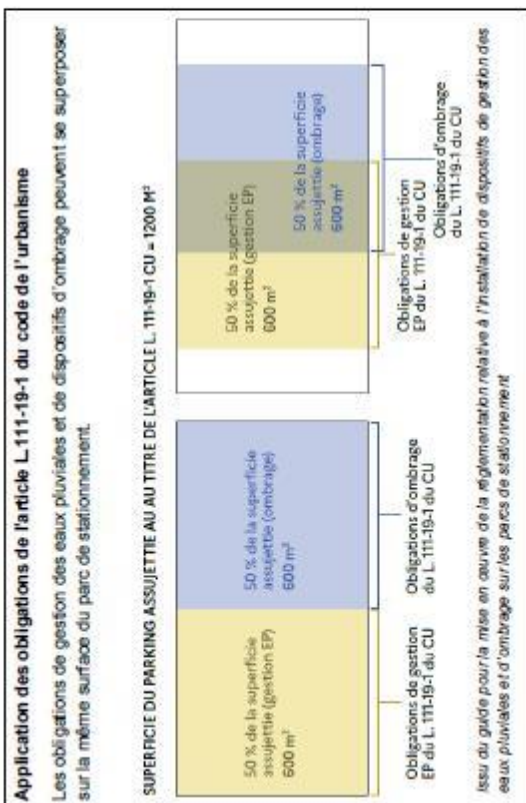 Application des obligations de l'article L.111-19-1 du code de l'urbanisme
Les obligations de gestion des eaux pluviales et de dispositifs d'ombrage peuvent se superposer
sur la même surface du parc de stationnement.
SUPERFICIE DU PARKING ASSUJETTIE AU AU TITRE DE L'ARTICLE L. 111-19-1 CU = 1200 M²
50 % de la superficie
assujettie (gestion EP)
600 m²
50 % de la superficie
assujettie (ombrage)
600 m²
Obligations de gestion
EP du L. 111-19-1 du CU
Obligations d'ombrage
du L. 111-19-1 du CU
50 % de la superficie
assujettie (gestion EP)
600 m²
50 % de la superficie
assujettie (ombrage)
600 m²
Obligations de gestion
EP du L. 111-19-1 du CU
Obligations d'ombrage
du L. 111-19-1 du CU
Issu du guide pour la mise en œuvre de la réglementation relative à l'installation de dispositifs de gestion des
eaux pluviales et d'ombrage sur les parcs de stationnement